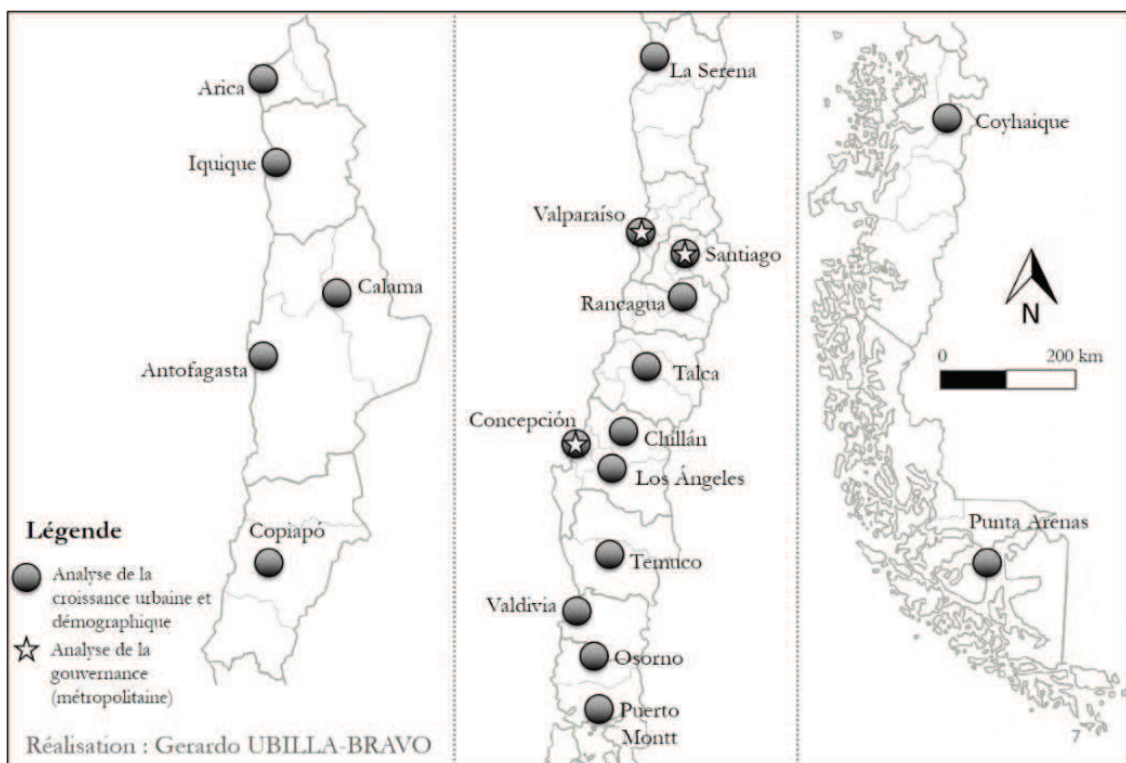 Arica
Iquique
Calama
Antofagasta
Copiapó
Légende
Analyse de la
croissance urbaine et
démographique
Analyse de la
gouvernance
(métropolitaine)
Réalisation : Gerardo UBILLA-BRAVO
La Serena
Valparaíso
Santiago
Rancagua
Talca
Concepción
Chillán
Los Ángeles
Temuco
Valdivia
Osorno
Puerto
Montt
Coyhaique
N
0 200 km
Punta Arenas
7